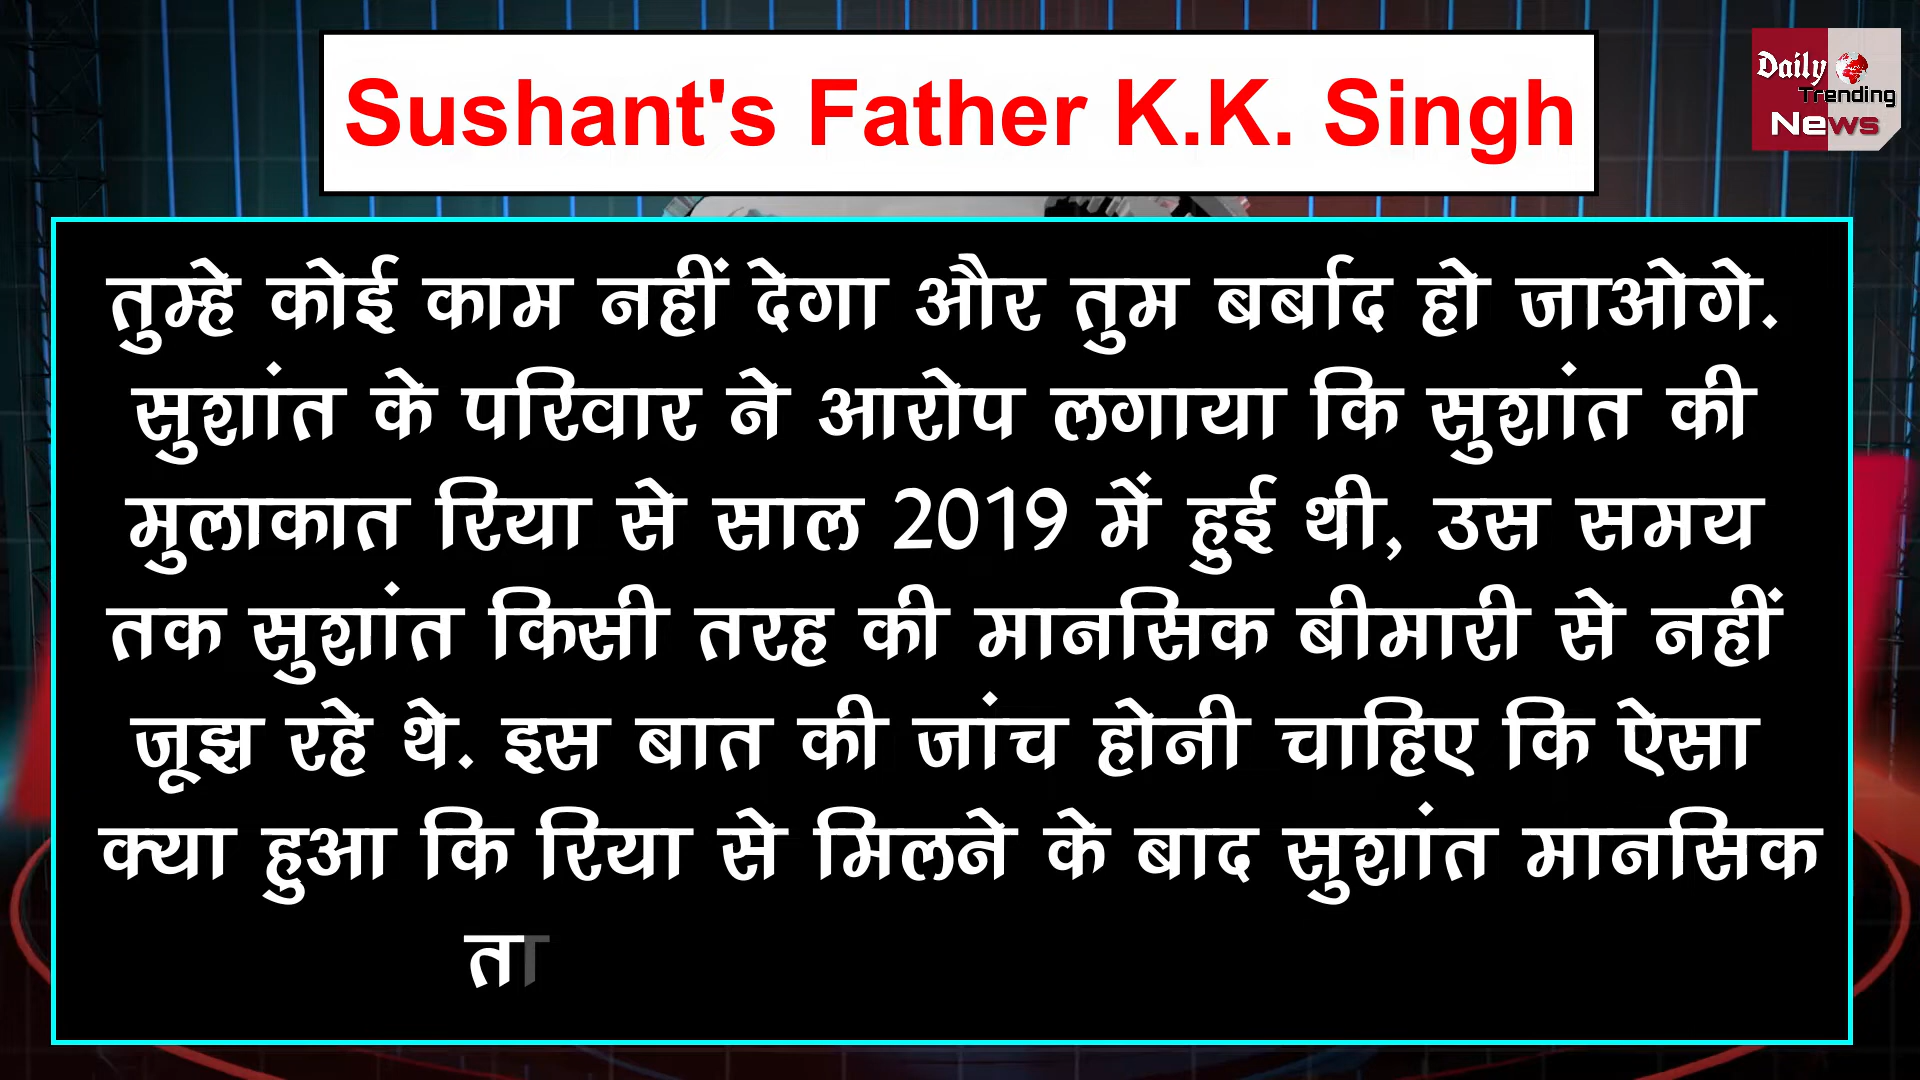 Sushant's Father K.K. Singh
Daily
Trending
News
तुम्हे कोई काम नहीं देगा और तुम बर्बाद हो जाओगे.
सुशांत के परिवार ने आरोप लगाया कि सुशांत की
मुलाकात रिया से साल 2019 में हुई थी, उस समय
तक सुशांत किसी तरह की मानसिक बीमारी से नहीं
जूझ रहे थे. इस बात की जांच होनी चाहिए कि ऐसा
क्या हुआ कि रिया से मिलने के बाद सुशांत मानसिक
ता